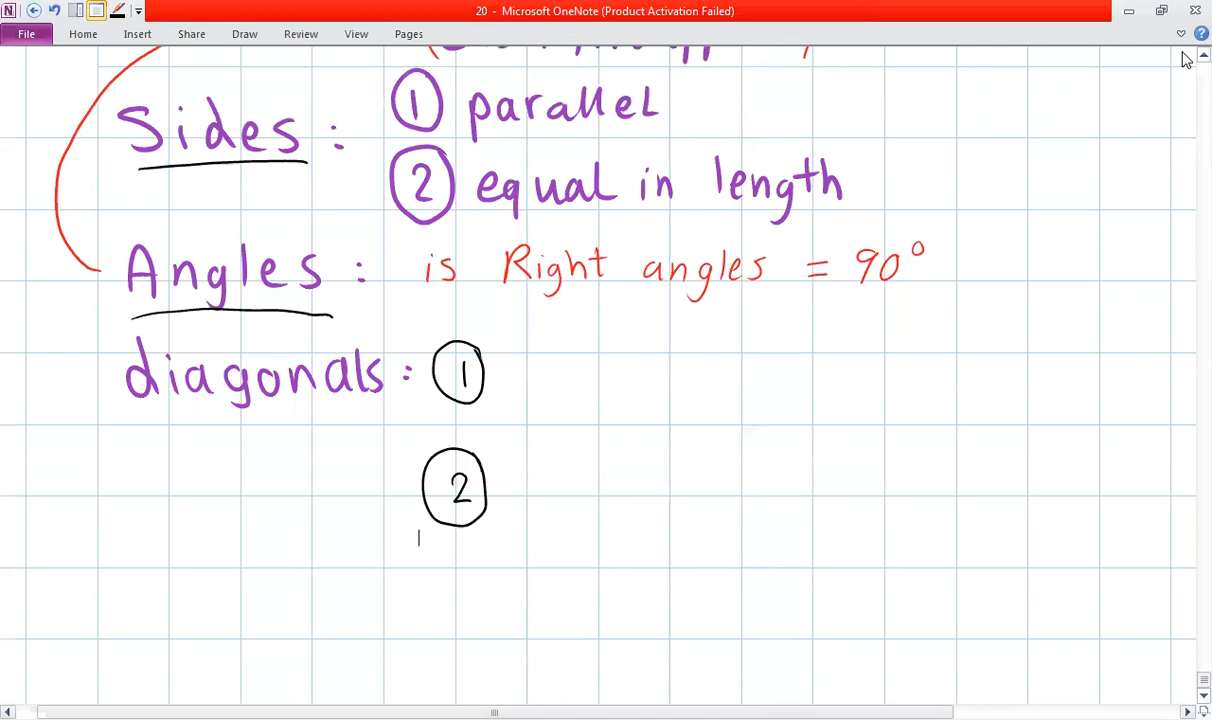 20 - Microsoft OneNote (Product Activation Failed)
File Home Insert Share Draw Review View Pages
Sides : 1 parallel
2 equal in length
Angles : is Right angles = 90°
diagonals : 1
2